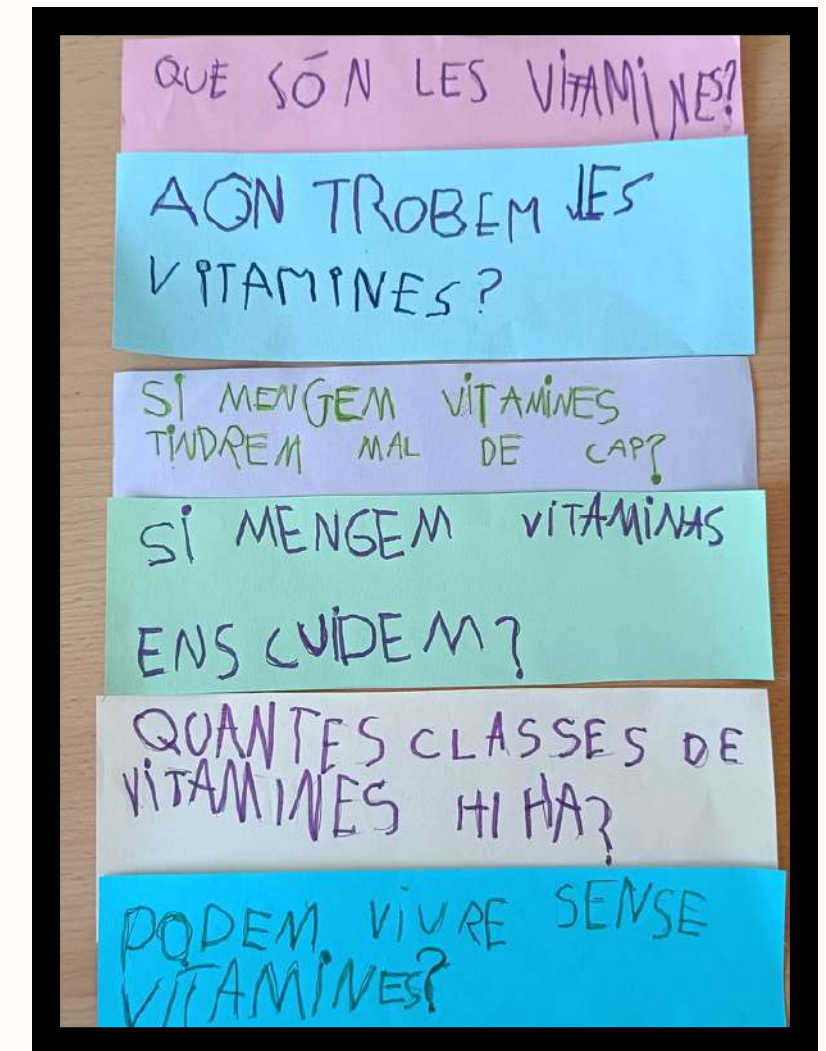 QUE SÓN LES VITAMINES?
AON TROBEM LES
VITAMINES?
SI MENGEM VITAMINES
TINDREM MAL DE CAP?
SI MENGEM VITAMINAS
ENS CUIDEM?
QUANTES CLASSES DE
VITAMINES HI HA?
PODEM VIURE SENSE
VITAMINES?